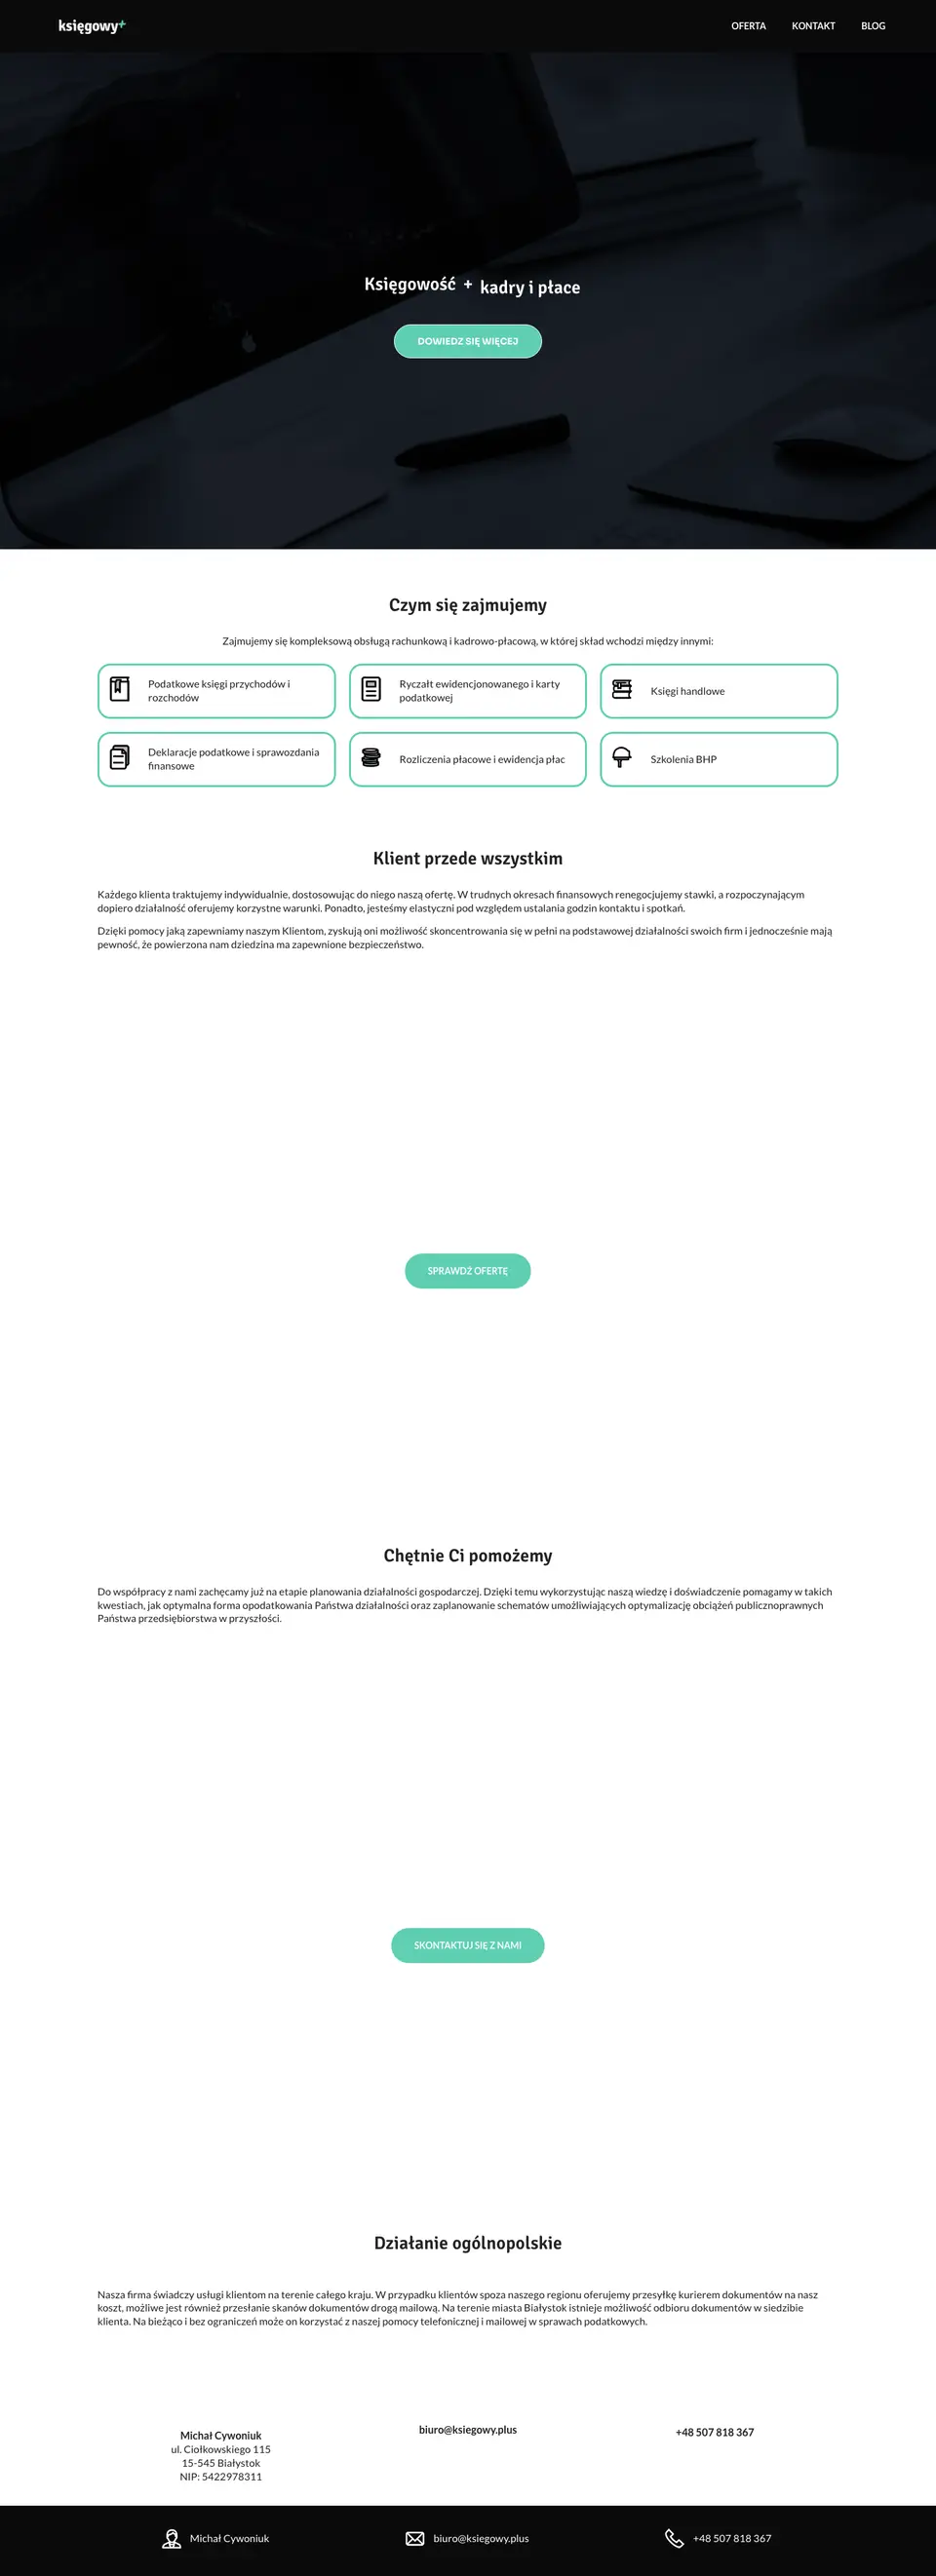 księgowy+
OFERTA
KONTAKT
BLOG
Księgowość + kadry i płace
DOWIEDZ SIĘ WIĘCEJ
Czym się zajmujemy
Zajmujemy się kompleksową obsługą rachunkową i kadrowo-płacową, w której skład wchodzi między innymi:
Podatkowe księgi przychodów i
rozchodów
Ryczałt ewidencjonowanego i karty
podatkowej
Księgi handlowe
Deklaracje podatkowe i sprawozdania
finansowe
Rozliczenia płacowe i ewidencja płac
Szkolenia BHP
Klient przede wszystkim
Każdego klienta traktujemy indywidualnie, dostosowując do niego naszą ofertę. W trudnych okresach finansowych renegocjujemy stawki, a rozpoczynającym
dopiero działalność oferujemy korzystne warunki. Ponadto, jesteśmy elastyczni pod względem ustalania godzin kontaktu i spotkań.
Dzięki pomocy jaką zapewniamy naszym Klientom, zyskują oni możliwość skoncentrowania się w pełni na podstawowej działalności swoich firm i jednocześnie mają
pewność, że powierzona nam dziedzina ma zapewnione bezpieczeństwo.
SPRAWDŹ OFERTĘ
Chętnie Ci pomożemy
Do współpracy z nami zachęcamy już na etapie planowania działalności gospodarczej. Dzięki temu wykorzystując naszą wiedzę i doświadczenie pomagamy w takich
kwestiach, jak optymalna forma opodatkowania Państwa działalności oraz zaplanowanie schematów umożliwiających optymalizację obciążeń publicznoprawnych
Państwa przedsiębiorstwa w przyszłości.
SKONTAKTUJ SIĘ Z NAMI
Działanie ogólnopolskie
Nasza firma świadczy usługi klientom na terenie całego kraju. W przypadku klientów spoza naszego regionu oferujemy przesyłkę kurierem dokumentów na nasz
koszt, możliwe jest również przesłanie skanów dokumentów drogą mailową. Na terenie miasta Białystok istnieje możliwość odbioru dokumentów w siedzibie
klienta. Na bieżąco i bez ograniczeń może on korzystać z naszej pomocy telefonicznej i mailowej w sprawach podatkowych.
Michał Cywoniuk
ul. Ciołkowskiego 115
15-545 Białystok
NIP: 5422978311
biuro@ksiegowy.plus
+48 507 818 367
Michał Cywoniuk
biuro@ksiegowy.plus
+48 507 818 367